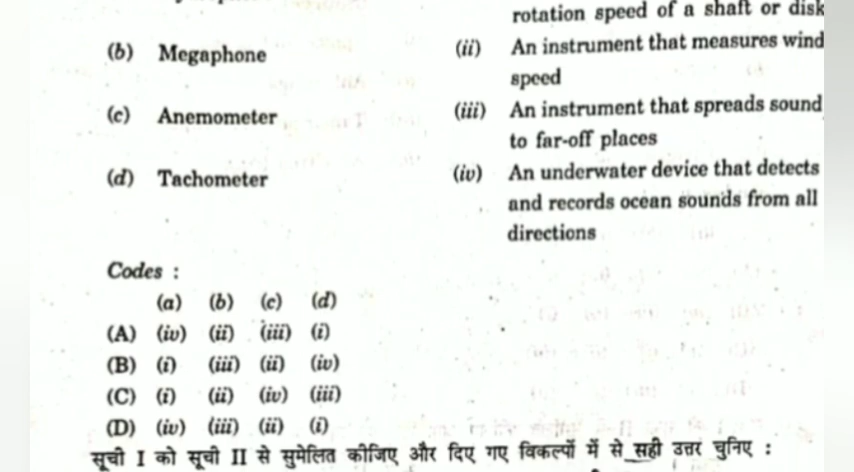 rotation speed of a shaft or disk
(b) Megaphone (ii) An instrument that measures wind
speed
(c) Anemometer (iii) An instrument that spreads sound
to far-off places
(d) Tachometer (iv) An underwater device that detects
and records ocean sounds from all
directions
Codes :
(a) (b) (c) (d)
(A) (iv) (ii) (iii) (i)
(B) (i) (iii) (ii) (iv)
(C) (i) (ii) (iv) (iii)
(D) (iv) (iii) (ii) (i)
सूची I को सूची II से सुमेलित कीजिए और दिए गए विकल्पों में से सही उत्तर चुनिए :